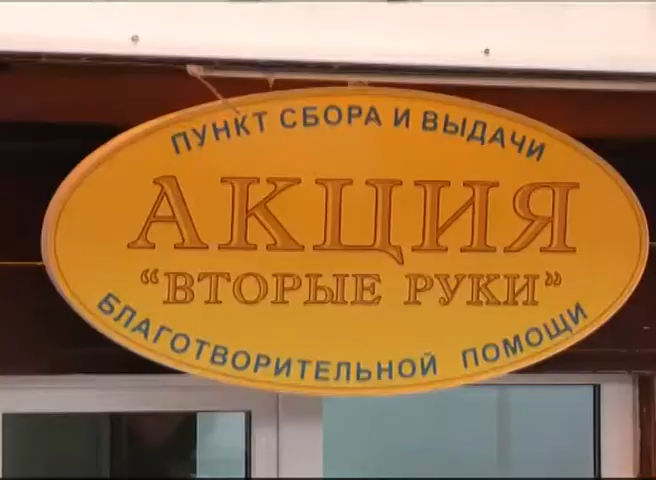 ПУНКТ СБОРА И ВЫДАЧИ
АКЦИЯ
“ВТОРЫЕ РУКИ”
БЛАГОТВОРИТЕЛЬНОЙ ПОМОЩИ